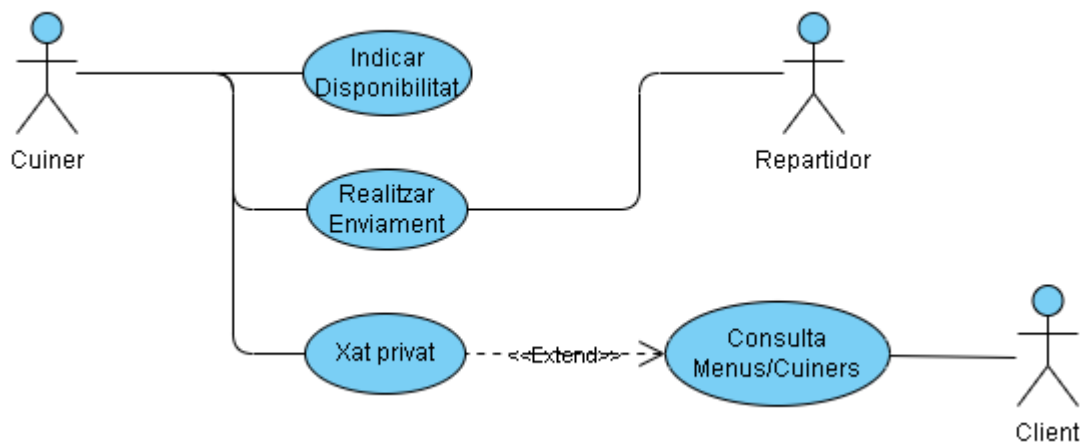 Indicar
Disponibilitat
Cuiner
Repartidor
Realitzar
Enviament
Xat privat
<<Extend>>
Consulta
Menus/Cuiners
Client